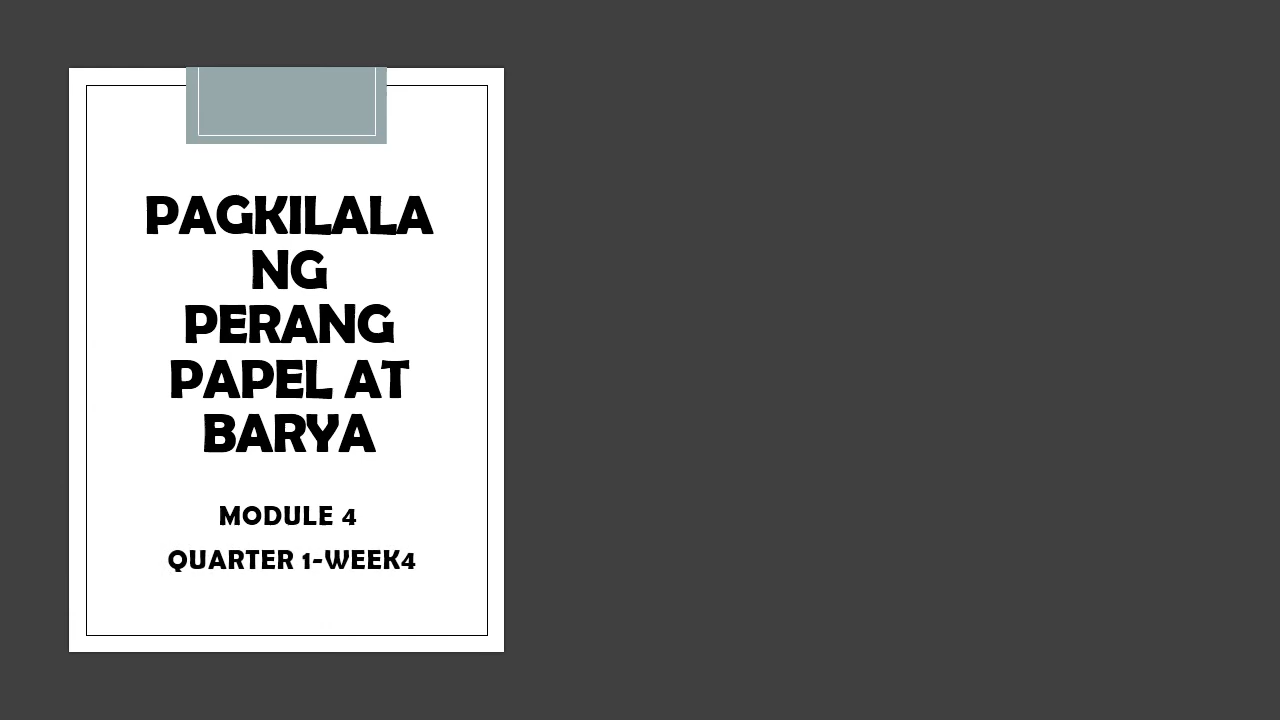 PAGKILALA
NG
PERANG
PAPEL AT
BARYA
MODULE 4
QUARTER 1-WEEK4